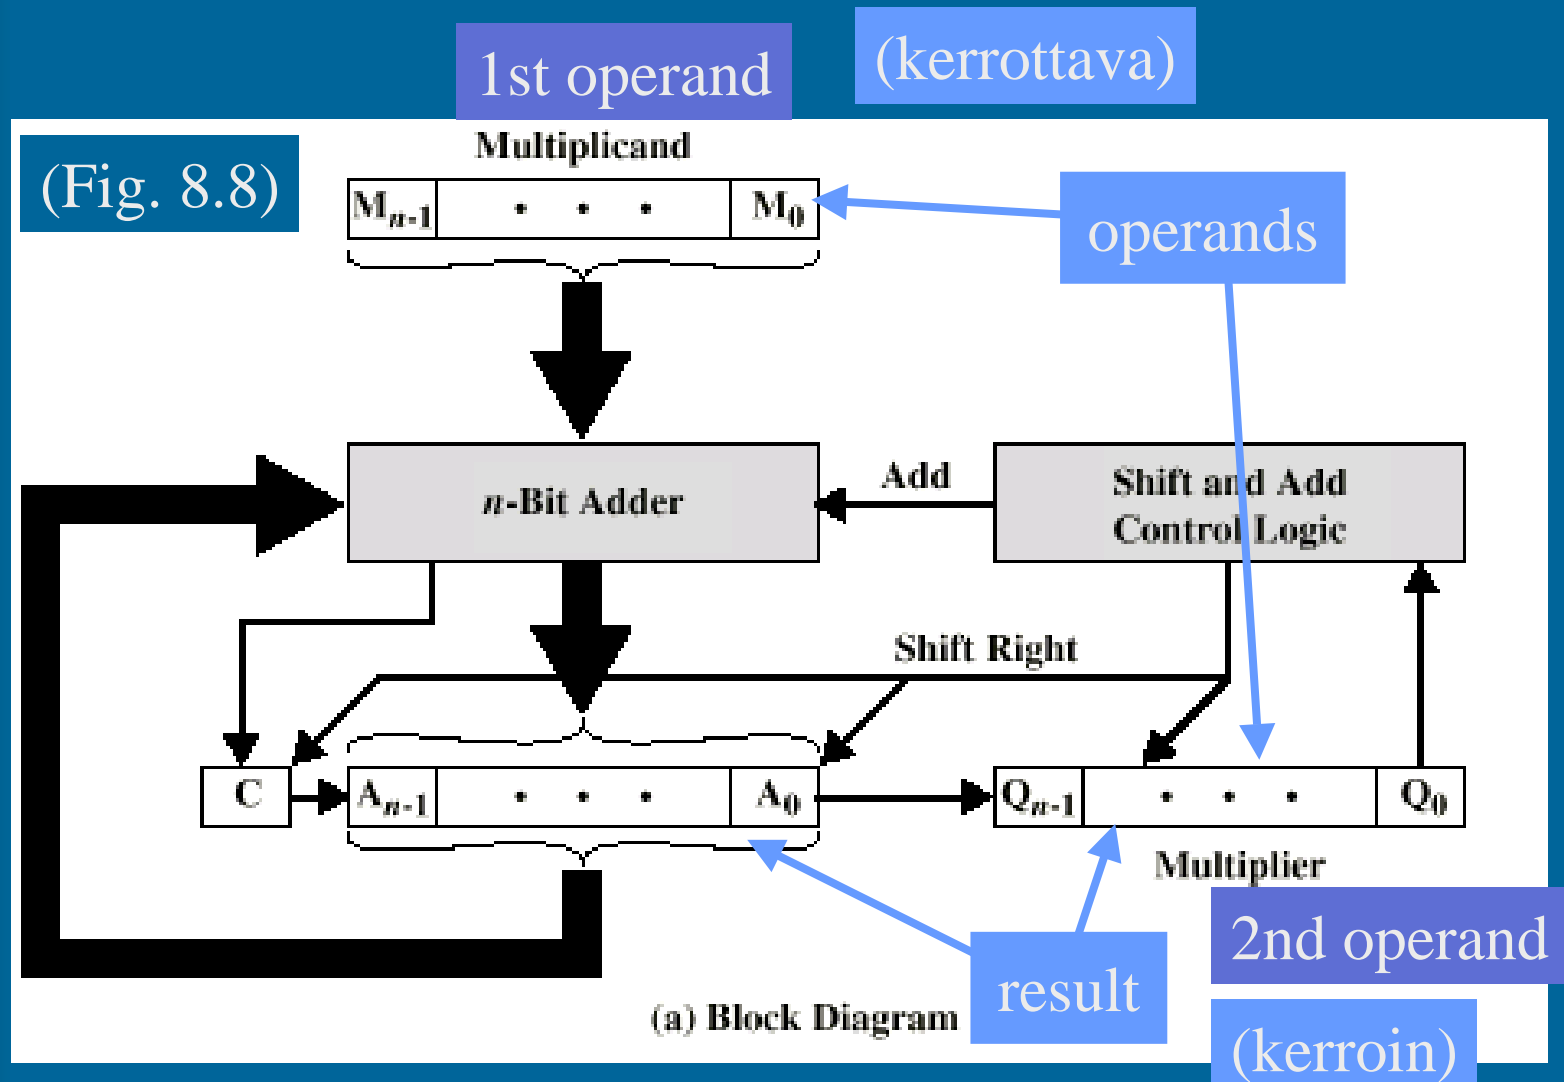 1st operand
(kerrottava)
(Fig. 8.8)
Multiplicand
Mn-1 • • • M0
operands
n-Bit Adder
Add
Shift and Add
Control Logic
Shift Right
C
An-1 • • • A0
Qn-1 • • • Q0
Multiplier
2nd operand
result
(a) Block Diagram
(kerroin)